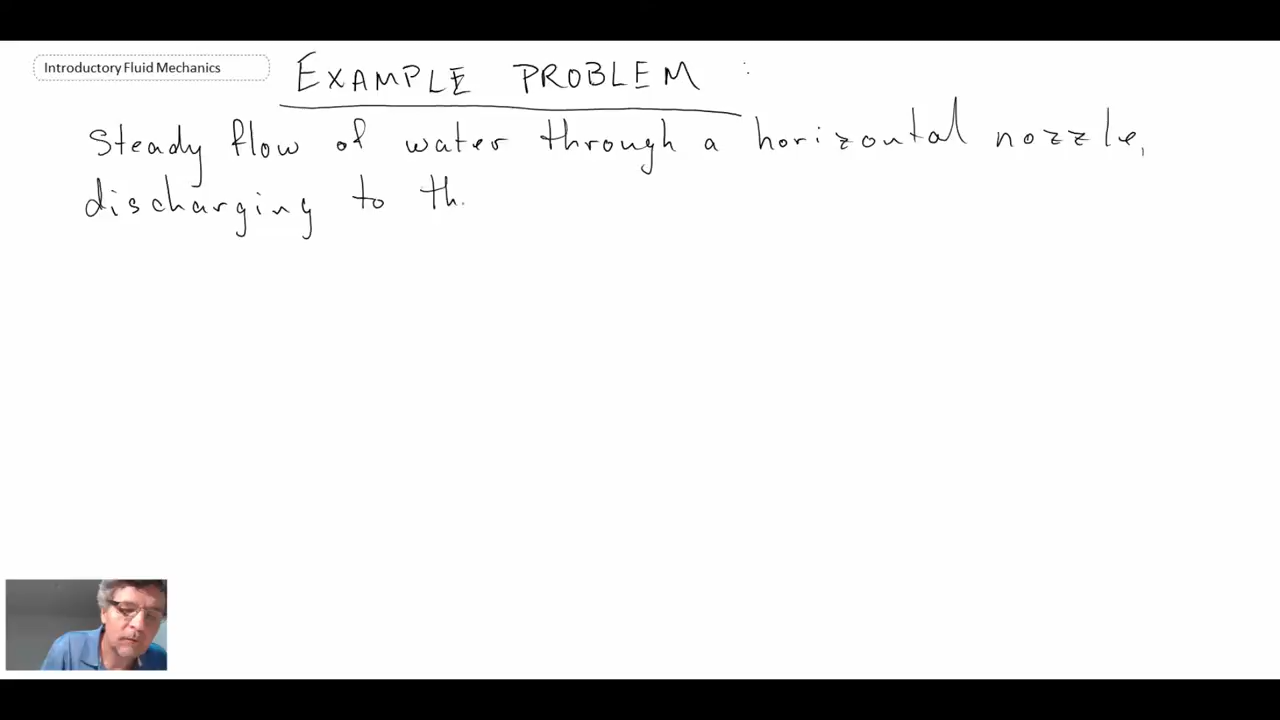 Introductory Fluid Mechanics
EXAMPLE PROBLEM :
Steady flow of water through a horizontal nozzle,
discharging to th